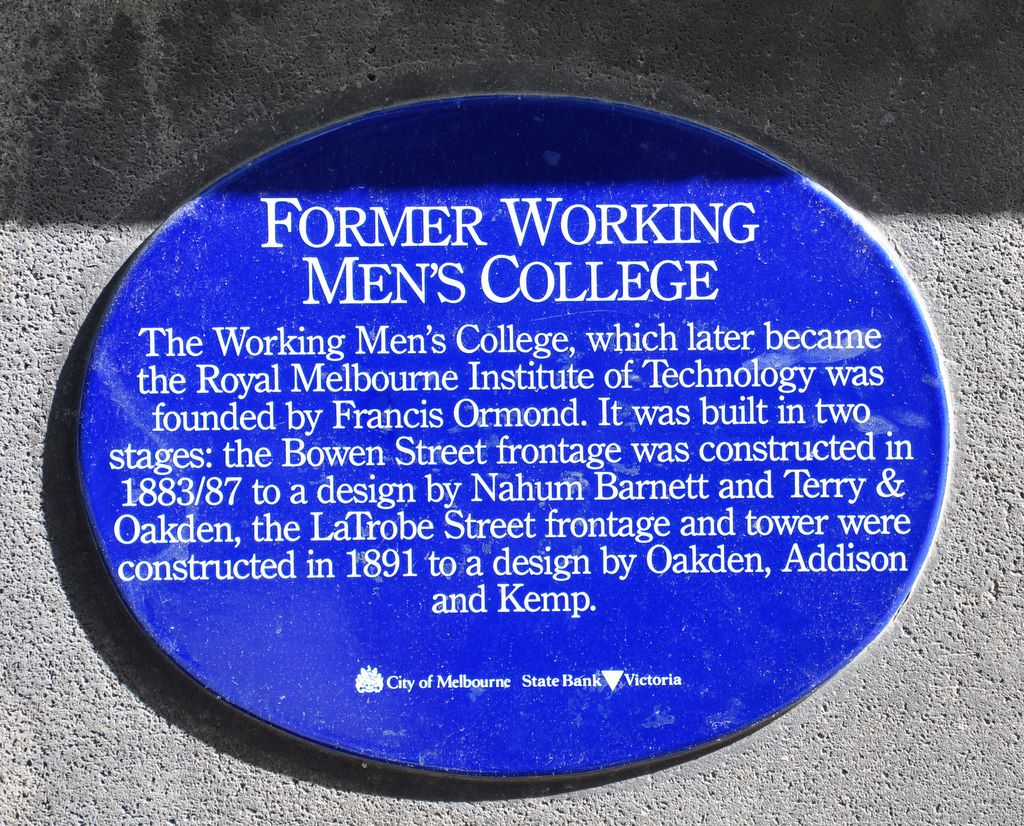 FORMER WORKING
MEN'S COLLEGE
The Working Men's College, which later became
the Royal Melbourne Institute of Technology was
founded by Francis Ormond. It was built in two
stages: the Bowen Street frontage was constructed in
1883/87 to a design by Nahum Barnett and Terry &
Oakden, the LaTrobe Street frontage and tower were
constructed in 1891 to a design by Oakden, Addison
and Kemp.
City of Melbourne State Bank Victoria